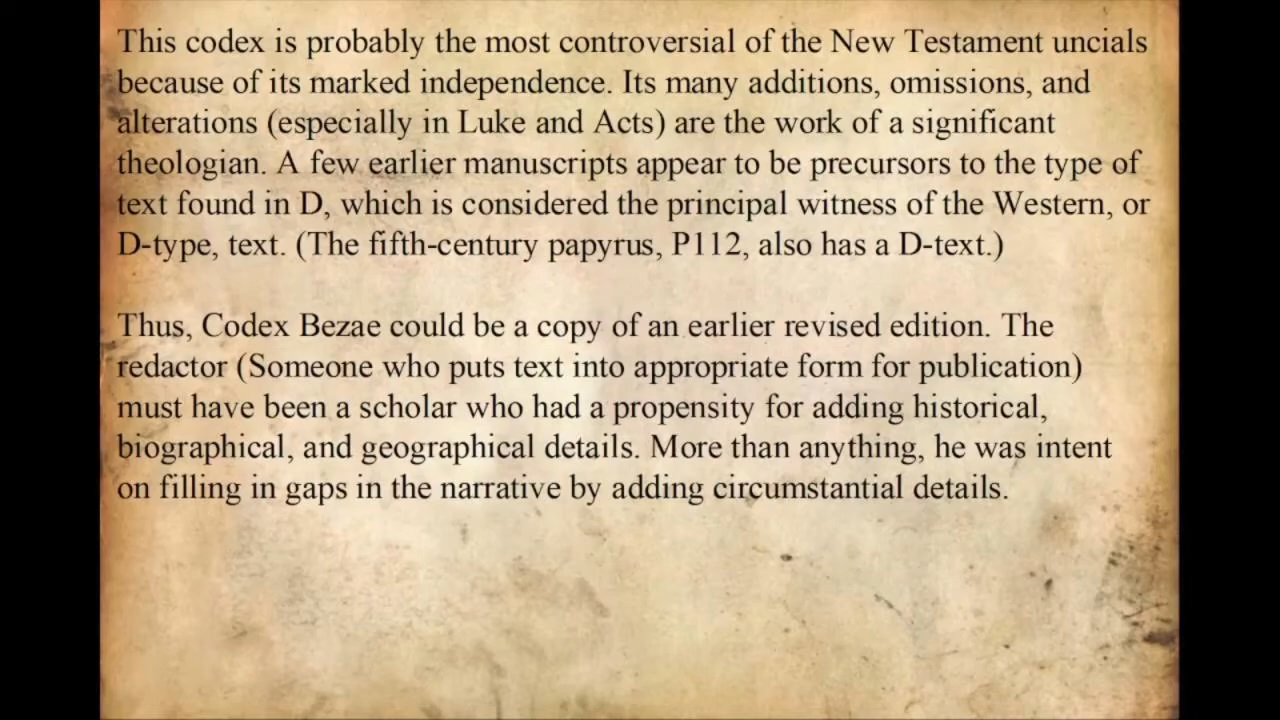 This codex is probably the most controversial of the New Testament uncials
because of its marked independence. Its many additions, omissions, and
alterations (especially in Luke and Acts) are the work of a significant
theologian. A few earlier manuscripts appear to be precursors to the type of
text found in D, which is considered the principal witness of the Western, or
D-type, text. (The fifth-century papyrus, P112, also has a D-text.)
Thus, Codex Bezae could be a copy of an earlier revised edition. The
redactor (Someone who puts text into appropriate form for publication)
must have been a scholar who had a propensity for adding historical,
biographical, and geographical details. More than anything, he was intent
on filling in gaps in the narrative by adding circumstantial details.